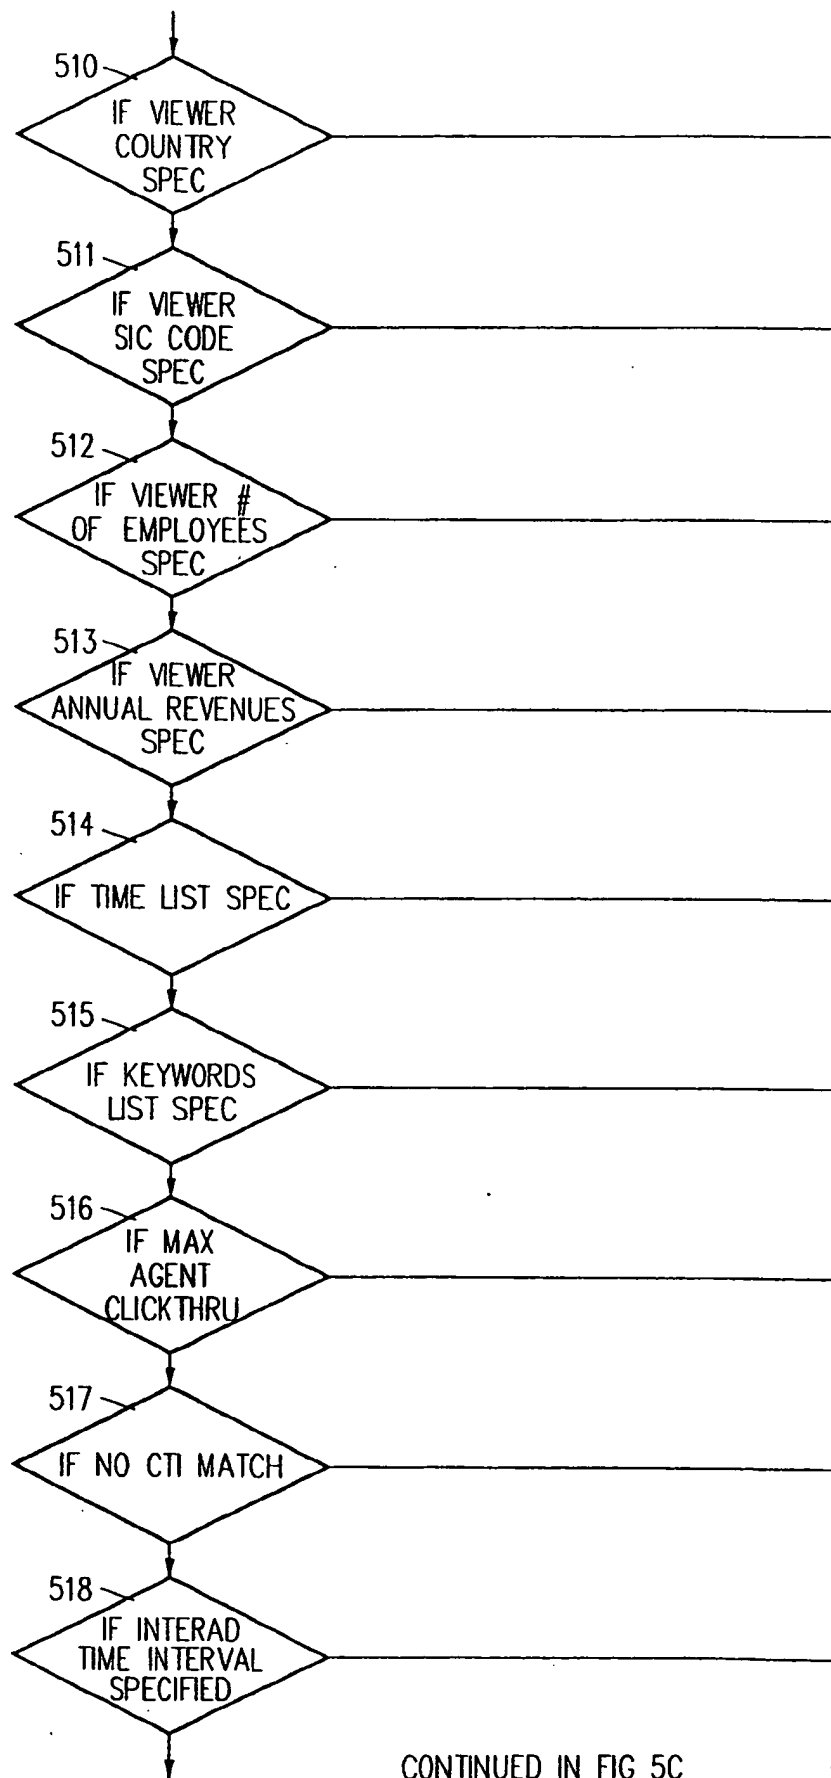 510
IF VIEWER
COUNTRY
SPEC
511
IF VIEWER
SIC CODE
SPEC
512
IF VIEWER #
OF EMPLOYEES
SPEC
513
IF VIEWER
ANNUAL REVENUES
SPEC
514
IF TIME LIST SPEC
515
IF KEYWORDS
LIST SPEC
516
IF MAX
AGENT
CLICKTHRU
517
IF NO CTI MATCH
518
IF INTERAD
TIME INTERVAL
SPECIFIED
CONTINUED IN FIG 5C